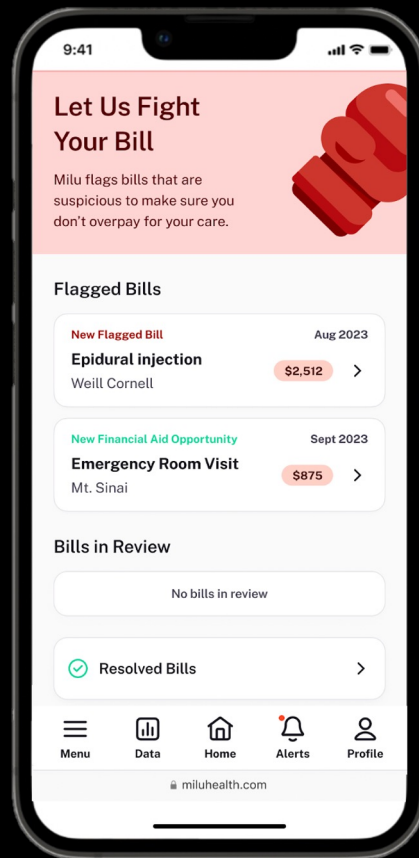 9:41
Let Us Fight
Your Bill
Milu flags bills that are
suspicious to make sure you
don't overpay for your care.
Flagged Bills
New Flagged Bill Aug 2023
Epidural injection
$2,512
Weill Cornell
New Financial Aid Opportunity Sept 2023
Emergency Room Visit
$875
Mt. Sinai
Bills in Review
No bills in review
Resolved Bills
Menu Data Home Alerts Profile
miluhealth.com